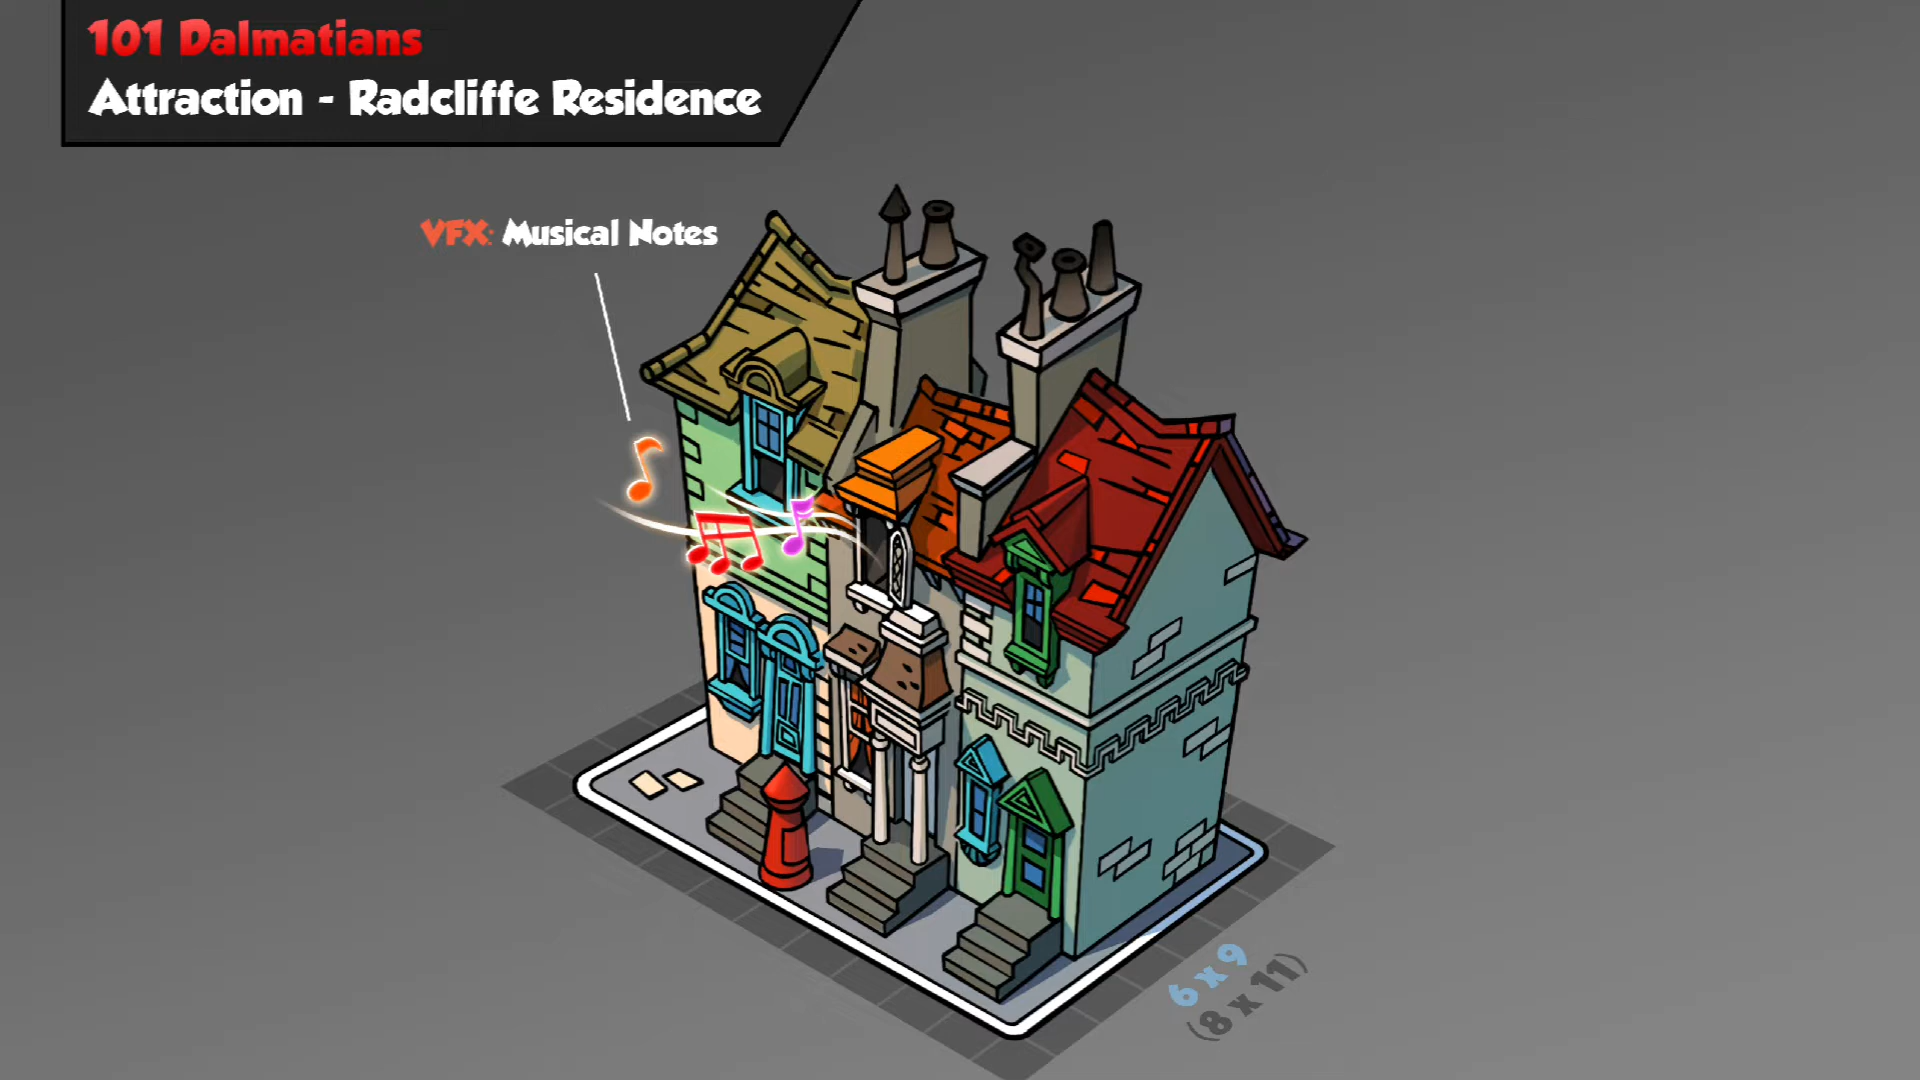 101 Dalmatians
Attraction - Radcliffe Residence
VFX: Musical Notes
6 x 9
(8 x 11)